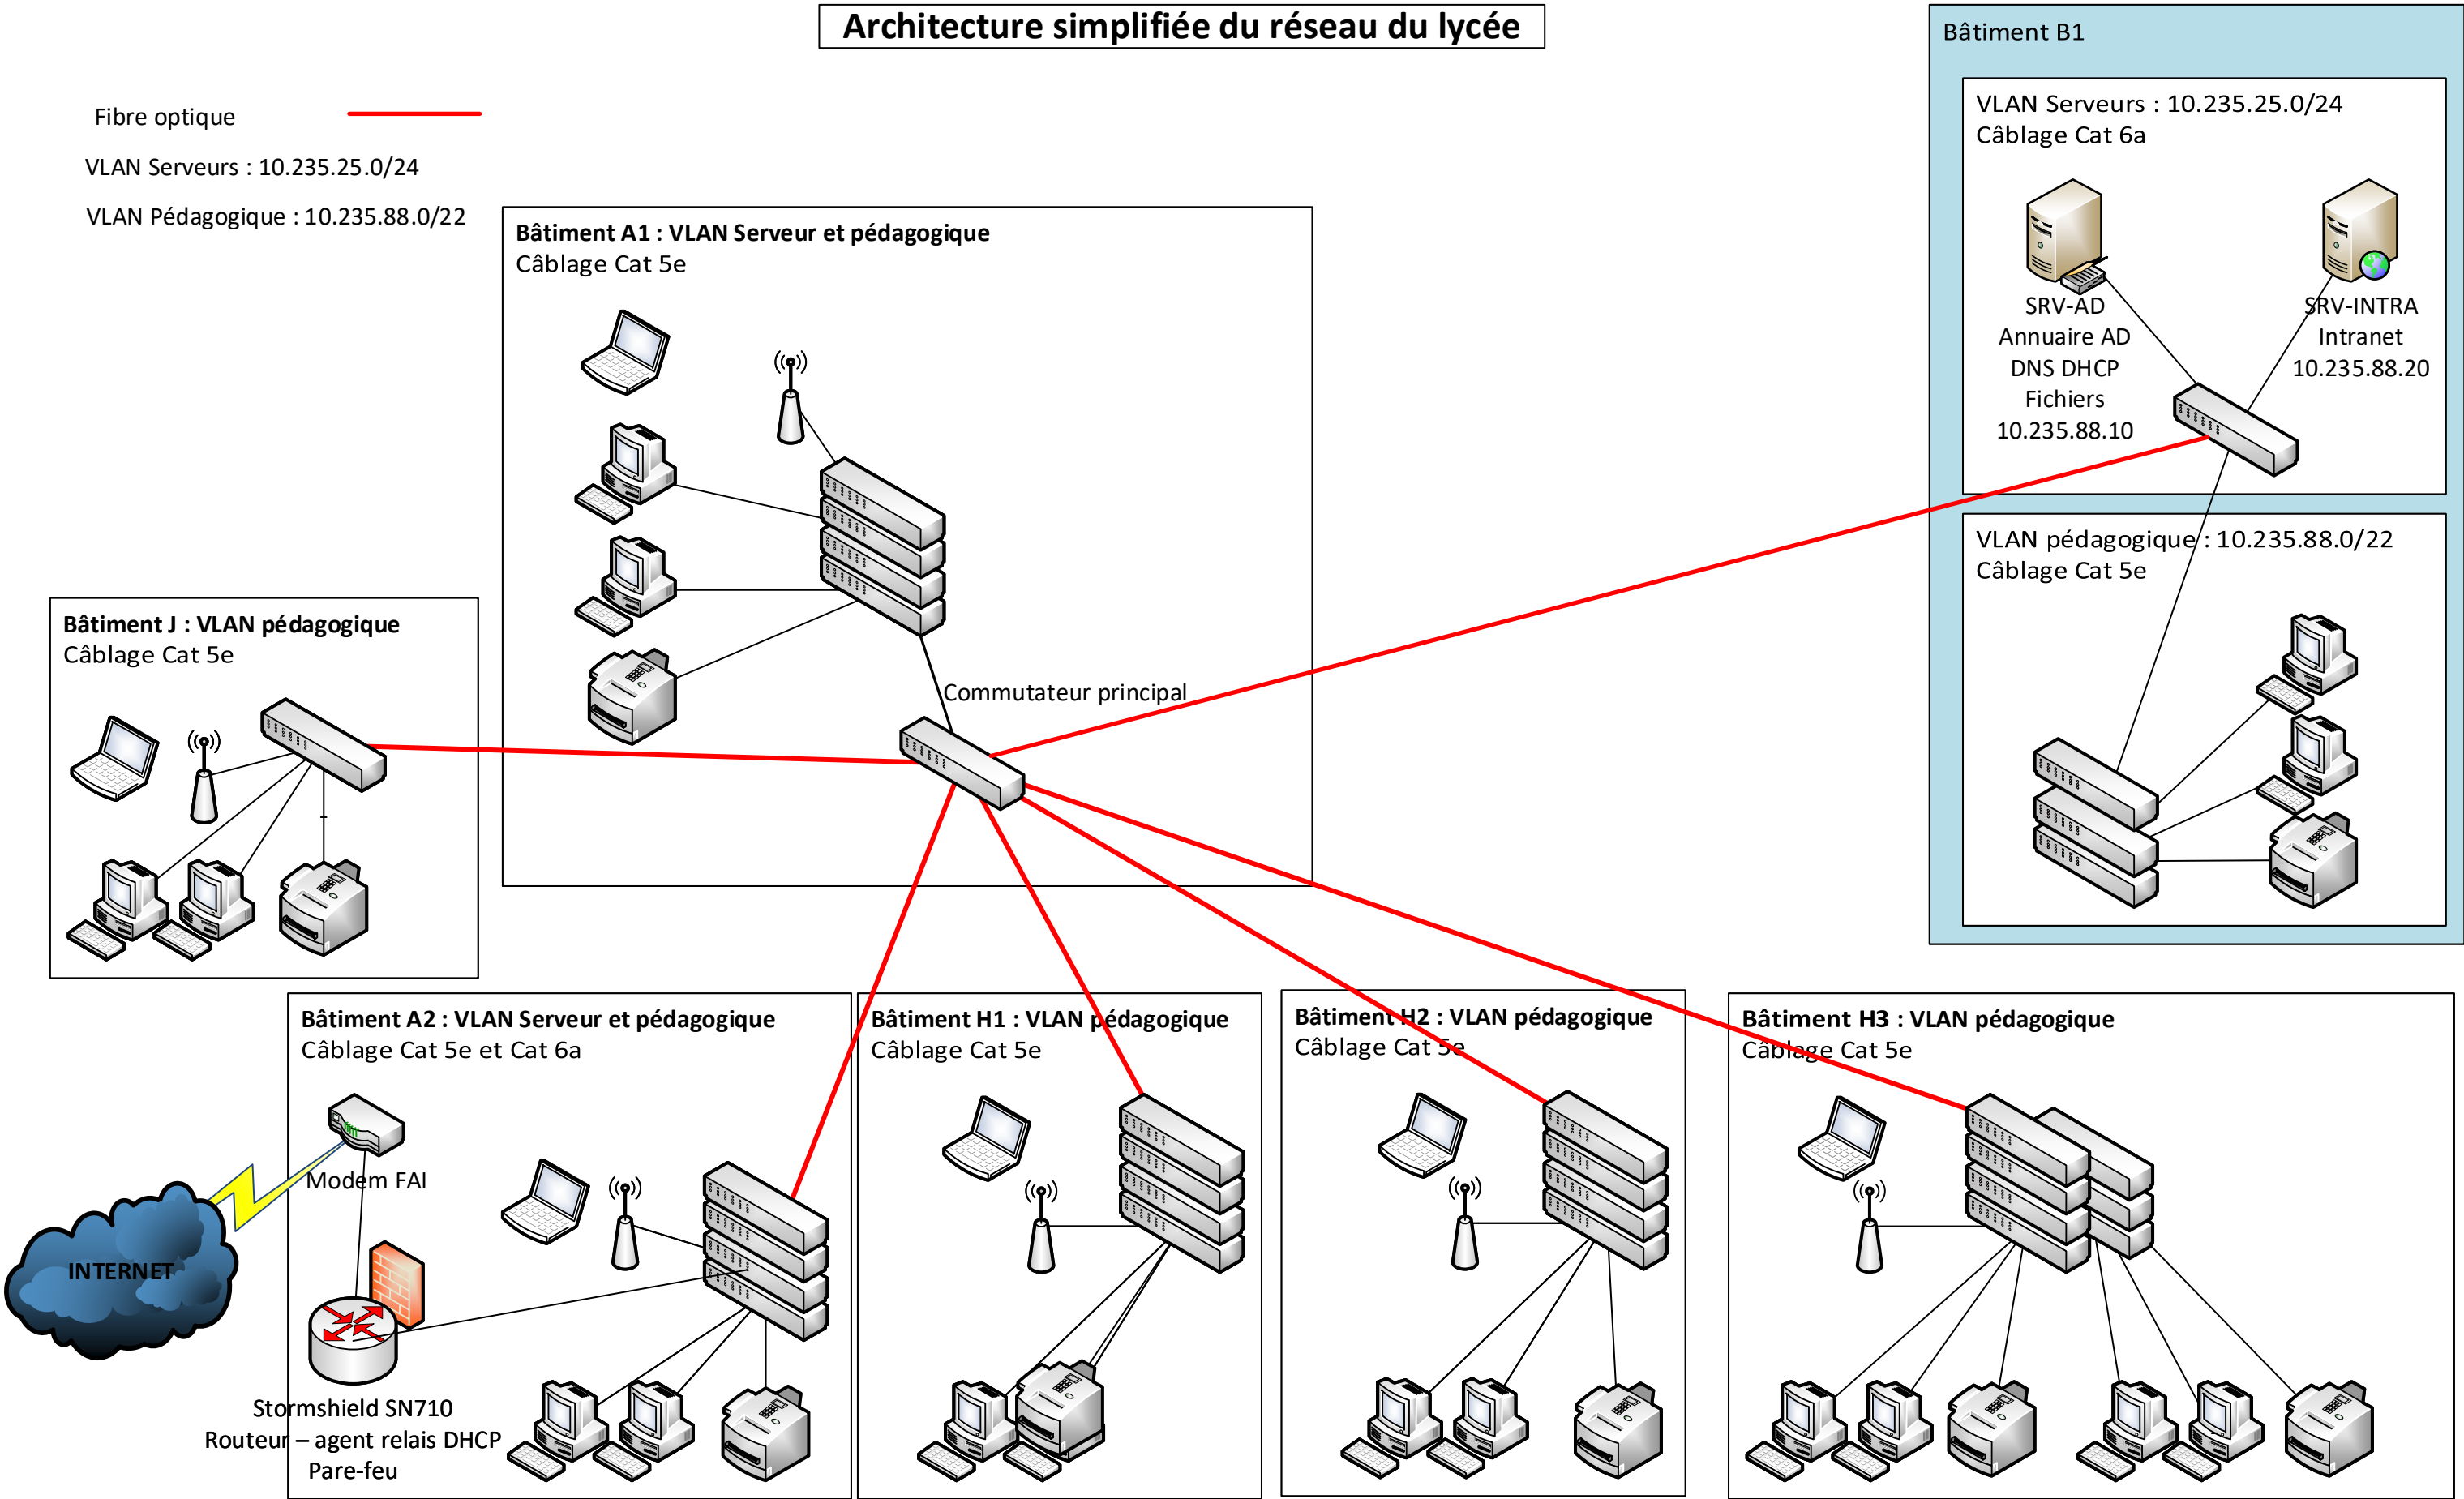 Architecture simplifiée du réseau du lycée
Fibre optique
VLAN Serveurs : 10.235.25.0/24
VLAN Pédagogique : 10.235.88.0/22
Bâtiment B1
VLAN Serveurs : 10.235.25.0/24
Câblage Cat 6a
SRV-AD
Annuaire AD
DNS DHCP
Fichiers
10.235.88.10
SRV-INTRA
Intranet
10.235.88.20
VLAN pédagogique : 10.235.88.0/22
Câblage Cat 5e
Bâtiment A1 : VLAN Serveur et pédagogique
Câblage Cat 5e
Commutateur principal
Bâtiment J : VLAN pédagogique
Câblage Cat 5e
Bâtiment A2 : VLAN Serveur et pédagogique
Câblage Cat 5e et Cat 6a
Modem FAI
INTERNET
Stormshield SN710
Routeur – agent relais DHCP
Pare-feu
Bâtiment H1 : VLAN pédagogique
Câblage Cat 5e
Bâtiment H2 : VLAN pédagogique
Câblage Cat 5e
Bâtiment H3 : VLAN pédagogique
Câblage Cat 5e